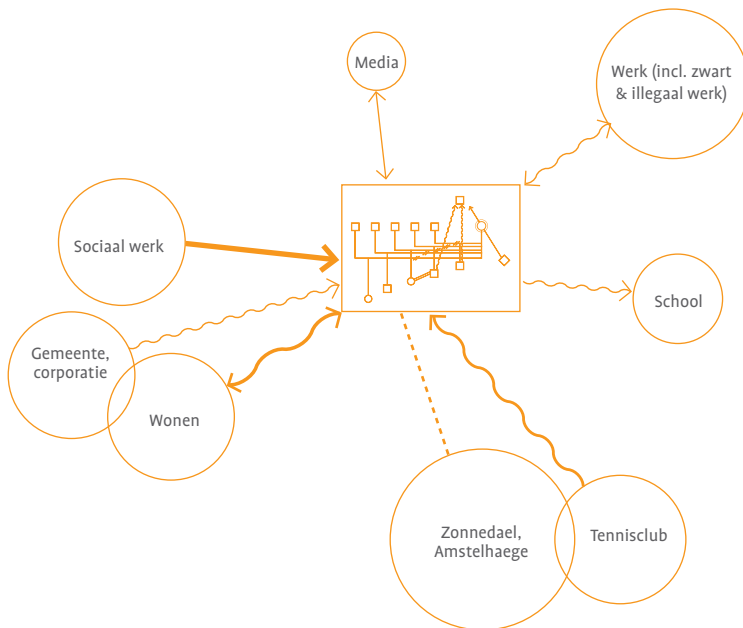 Media
Werk (incl. zwart
& illegaal werk)
Sociaal werk
School
Gemeente,
corporatie
Wonen
Zonnedael,
Amstelhaege
Tennisclub